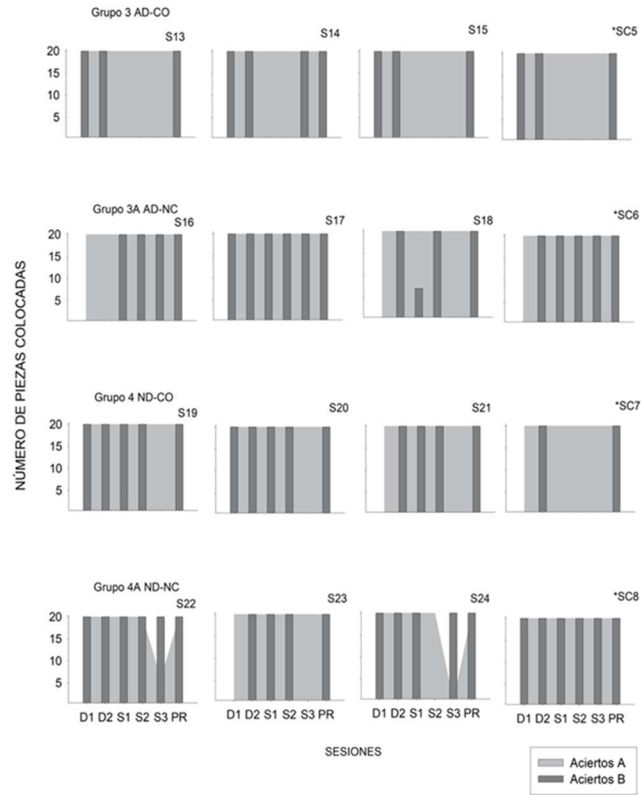 Grupo 3 AD-CO
S13
S14
S15
*SC5
20
15
10
5
Grupo 3A AD-NC
S16
S17
S18
*SC6
20
15
10
5
NÚMERO DE PIEZAS COLOCADAS
Grupo 4 ND-CO
S19
S20
S21
*SC7
20
15
10
5
Grupo 4A ND-NC
S22
S23
S24
*SC8
20
15
10
5
D1 D2 S1 S2 S3 PR
D1 D2 S1 S2 S3 PR
D1 D2 S1 S2 S3 PR
D1 D2 S1 S2 S3 PR
SESIONES
Aciertos A
Aciertos B